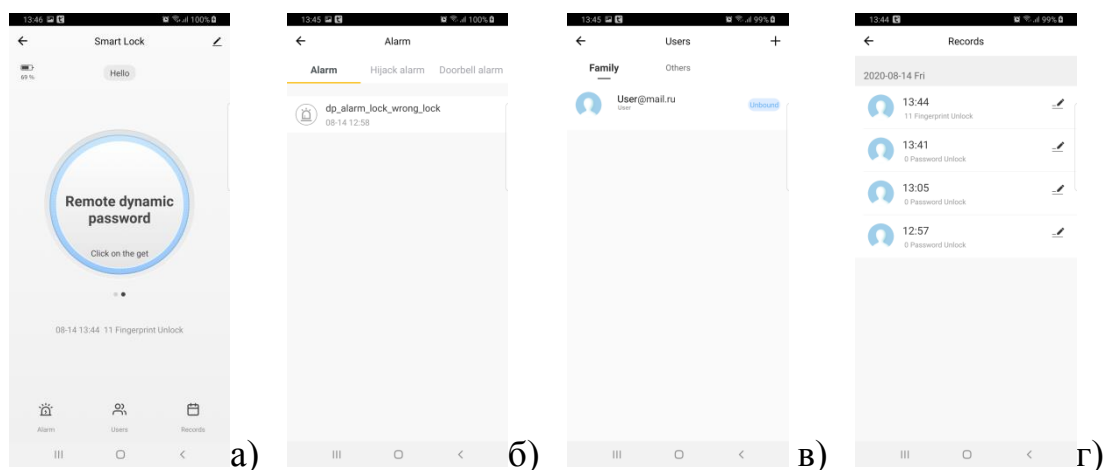 13:46 100%
Smart Lock
69 %
Hello
Remote dynamic
password
Click on the get
08-14 13:44 11 Fingerprint Unlock
Alarm Users Records
а)
13:45 100%
Alarm
Alarm Hijack alarm Doorbell alarm
dp_alarm_lock_wrong_lock
08-14 12:58
б)
13:45 99%
Users
Family Others
User@mail.ru
User
Unbound
в)
13:44 99%
Records
2020-08-14 Fri
13:44
11 Fingerprint Unlock
13:41
0 Password Unlock
13:05
0 Password Unlock
12:57
0 Password Unlock
г)